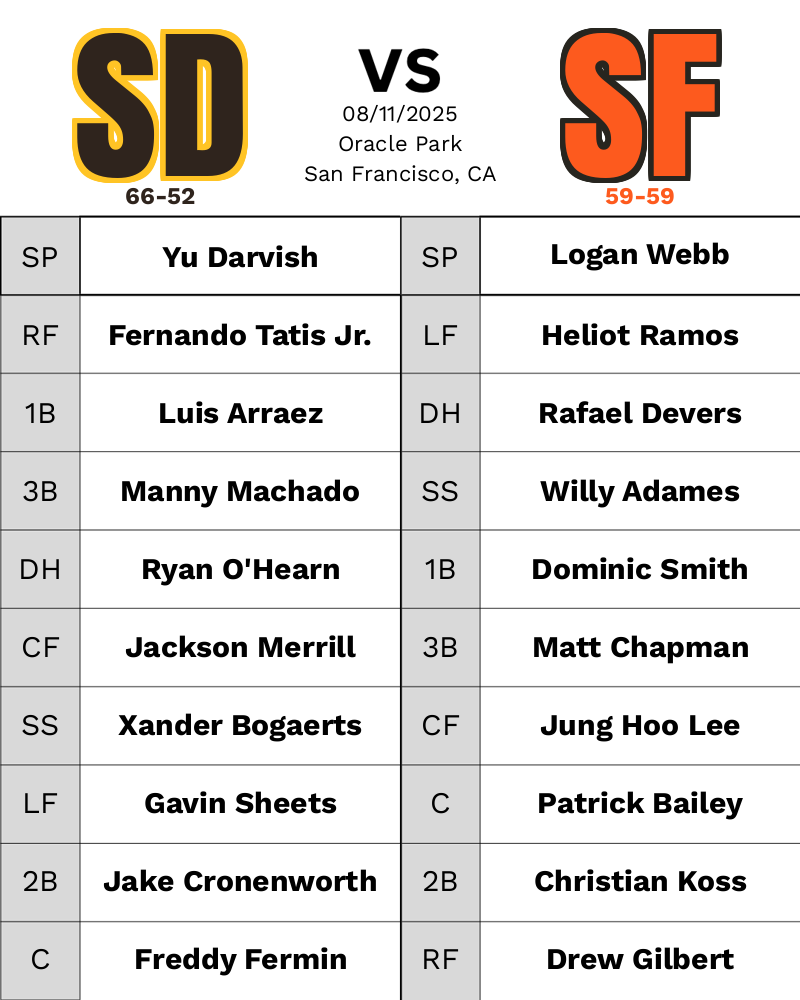 SD
VS
SF
08/11/2025
Oracle Park
San Francisco, CA
66-52
59-59
SP Yu Darvish SP Logan Webb
RF Fernando Tatis Jr. LF Heliot Ramos
1B Luis Arraez DH Rafael Devers
3B Manny Machado SS Willy Adames
DH Ryan O'Hearn 1B Dominic Smith
CF Jackson Merrill 3B Matt Chapman
SS Xander Bogaerts CF Jung Hoo Lee
LF Gavin Sheets C Patrick Bailey
2B Jake Cronenworth 2B Christian Koss
C Freddy Fermin RF Drew Gilbert